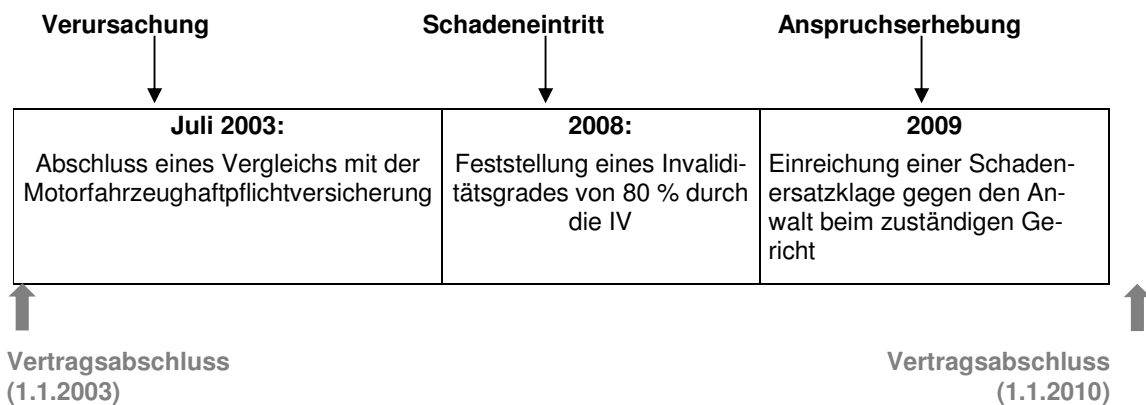 Verursachung
Schadeneintritt
Anspruchserhebung
Juli 2003:
Abschluss eines Vergleichs mit der
Motorfahrzeughaftpflichtversicherung
2008:
Feststellung eines Invalidi-
tätsgrades von 80 % durch
die IV
2009
Einreichung einer Schaden-
ersatzklage gegen den An-
walt beim zuständigen Ge-
richt
Vertragsabschluss
(1.1.2003)
Vertragsabschluss
(1.1.2010)